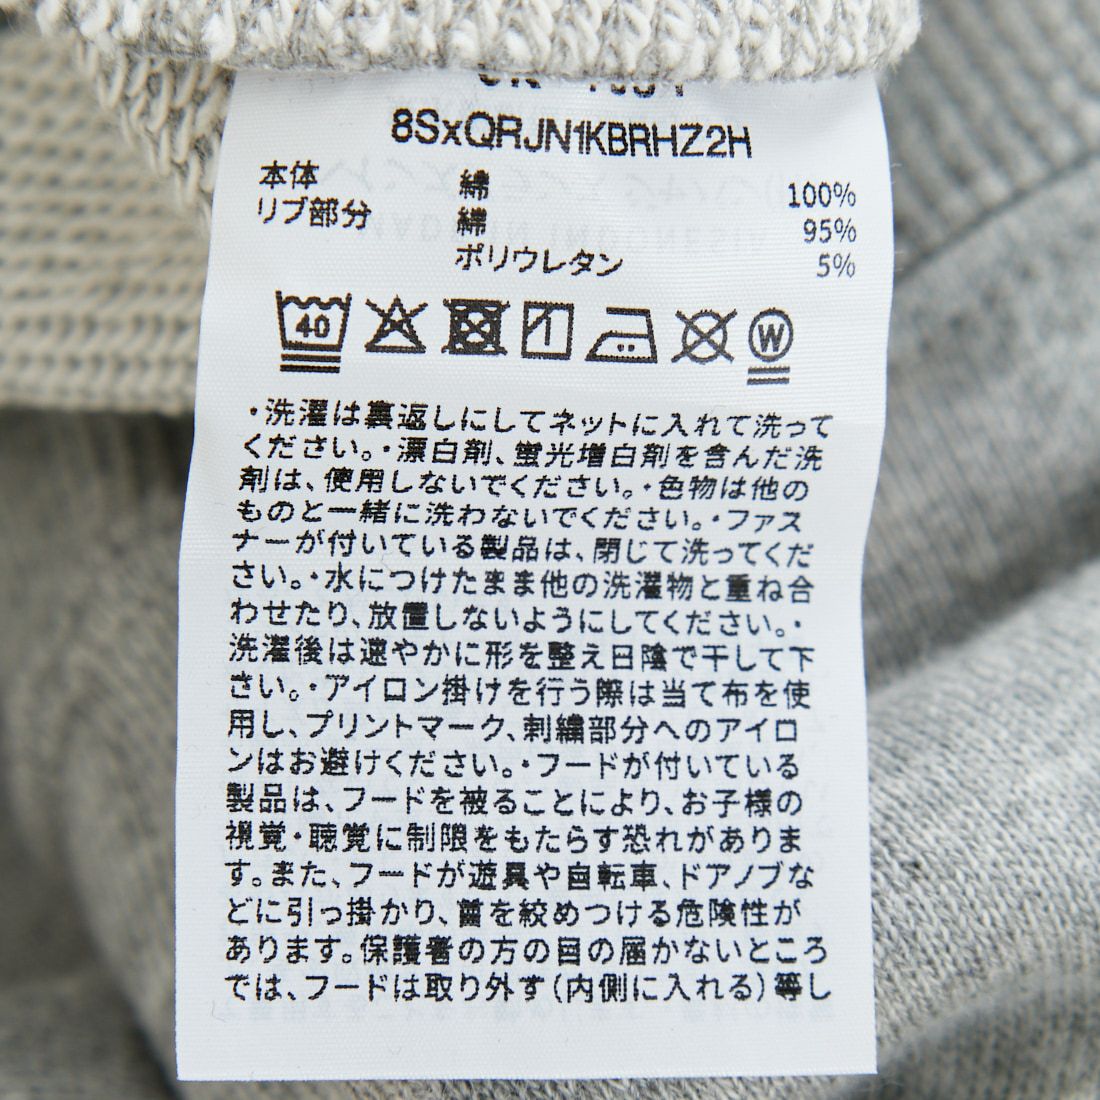 8SxQRJN1KBRHZ2H
本体 綿 100%
リブ部分 綿 95%
ポリウレタン 5%
40 W
・洗濯は裏返しにしてネットに入れて洗って
ください。・漂白剤、蛍光増白剤を含んだ洗
剤は、使用しないでください。・色物は他の
ものと一緒に洗わないでください。・ファス
ナーが付いている製品は、閉じて洗ってくだ
さい。・水につけたまま他の洗濯物と重ね合
わせたり、放置しないようにしてください。・
洗濯後は速やかに形を整え日陰で干して下
さい。・アイロン掛けを行う際は当て布を使
用し、プリントマーク、刺繍部分へのアイロ
ンはお避けください。・フードが付いている
製品は、フードを被ることにより、お子様の
視覚・聴覚に制限をもたらす恐れがありま
す。また、フードが遊具や自転車、ドアノブな
どに引っ掛かり、首を絞めつける危険性が
あります。保護者の方の目の届かないところ
では、フードは取り外す(内側に入れる)等し